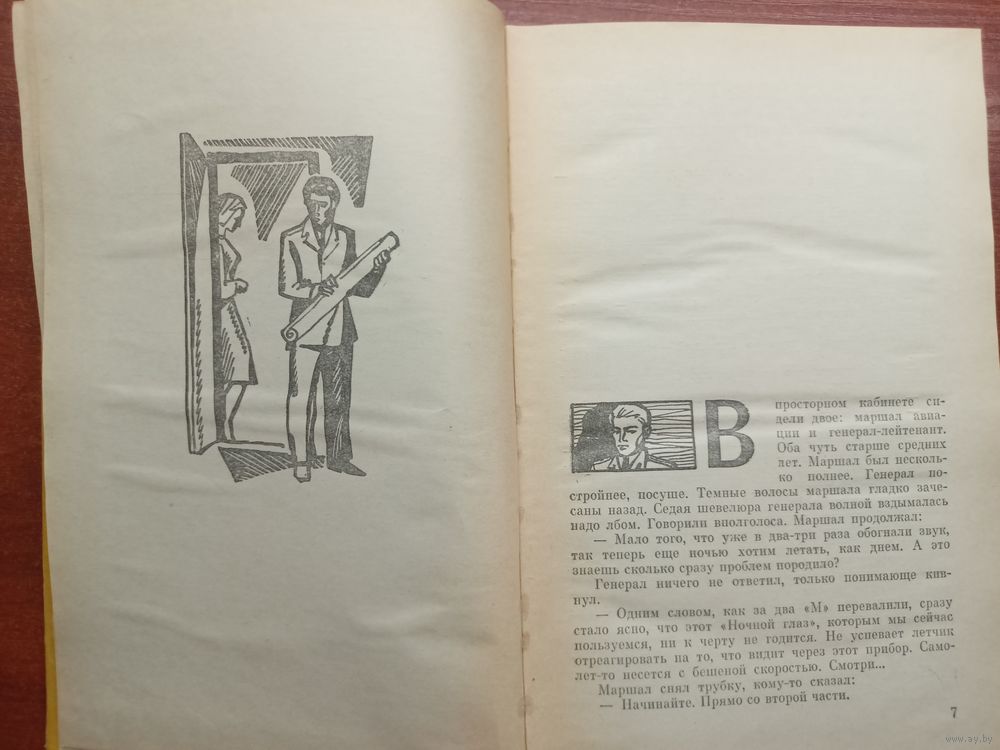 В просторном кабинете си-
дели двое: маршал авиа-
ции и генерал-лейтенант.
Оба чуть старше средних
лет. Маршал был несколь-
ко полнее. Генерал по-
стройнее, посуше. Темные волосы маршала гладко заче-
саны назад. Седая шевелюра генерала волной вздымалась
надо лбом. Говорили вполголоса. Маршал продолжал:
— Мало того, что уже в два-три раза обогнали звук,
так теперь еще ночью хотим летать, как днем. А это
знаешь сколько сразу проблем породило?
Генерал ничего не ответил, только понимающе кив-
нул.
— Одним словом, как за два «М» перевалили, сразу
стало ясно, что этот «Ночной глаз», которым мы сейчас
пользуемся, ни к черту не годится. Не успевает летчик
отреагировать на то, что видит через этот прибор. Само-
лет-то несется с бешеной скоростью. Смотри...
Маршал снял трубку, кому-то сказал:
— Начинайте. Прямо со второй части.
7
www.ay.by